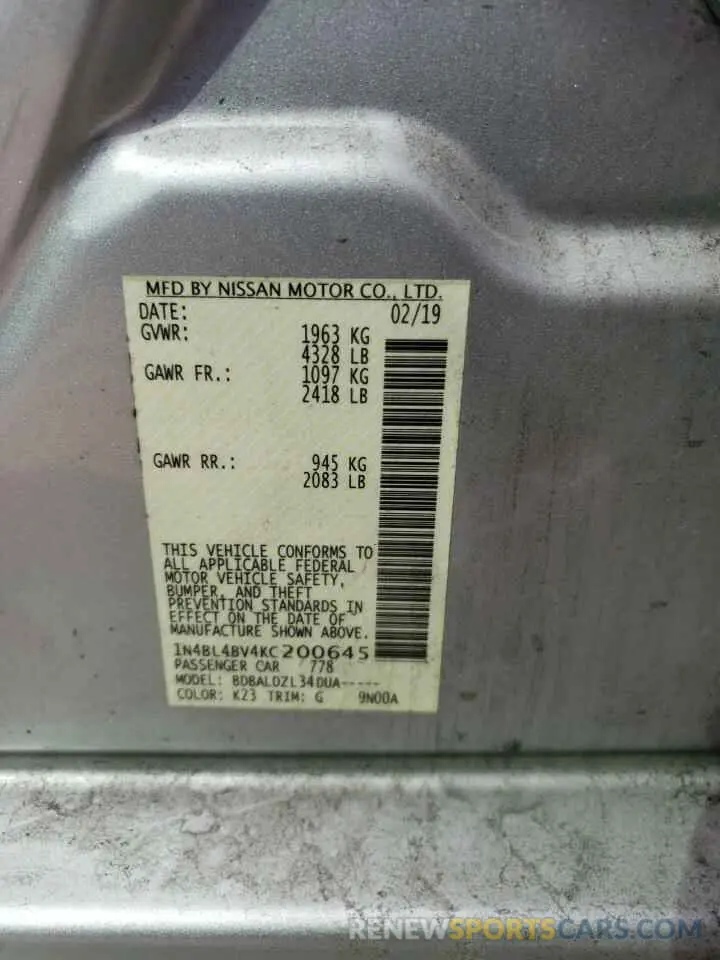 MFD BY NISSAN MOTOR CO., LTD.
DATE: 02/19
GVWR: 1963 KG
4328 LB
GAWR FR.: 1097 KG
2418 LB
GAWR RR.: 945 KG
2083 LB
THIS VEHICLE CONFORMS TO
ALL APPLICABLE FEDERAL
MOTOR VEHICLE SAFETY,
BUMPER, AND THEFT
PREVENTION STANDARDS IN
EFFECT ON THE DATE OF
MANUFACTURE SHOWN ABOVE.
1N4BL4BV4KC200645
PASSENGER CAR 778
MODEL: BDBALDZL34DUA-----
COLOR: K23 TRIM: G 9N00A
RENEWSPORTSCARS.COM